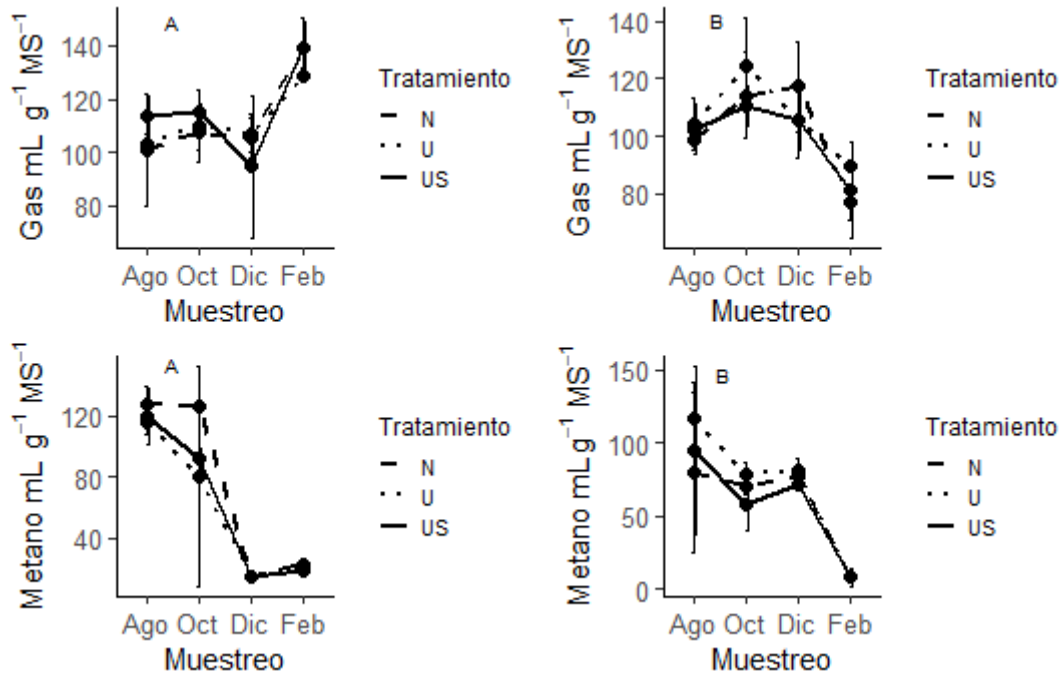 A
Gas mL g⁻¹ MS⁻¹
140
120
100
80
Ago Oct Dic Feb
Muestreo
Tratamiento
N
U
US
B
Gas mL g⁻¹ MS⁻¹
140
120
100
80
Ago Oct Dic Feb
Muestreo
Tratamiento
N
U
US
A
Metano mL g⁻¹ MS⁻¹
120
80
40
Ago Oct Dic Feb
Muestreo
Tratamiento
N
U
US
B
Metano mL g⁻¹ MS⁻¹
150
100
50
0
Ago Oct Dic Feb
Muestreo
Tratamiento
N
U
US